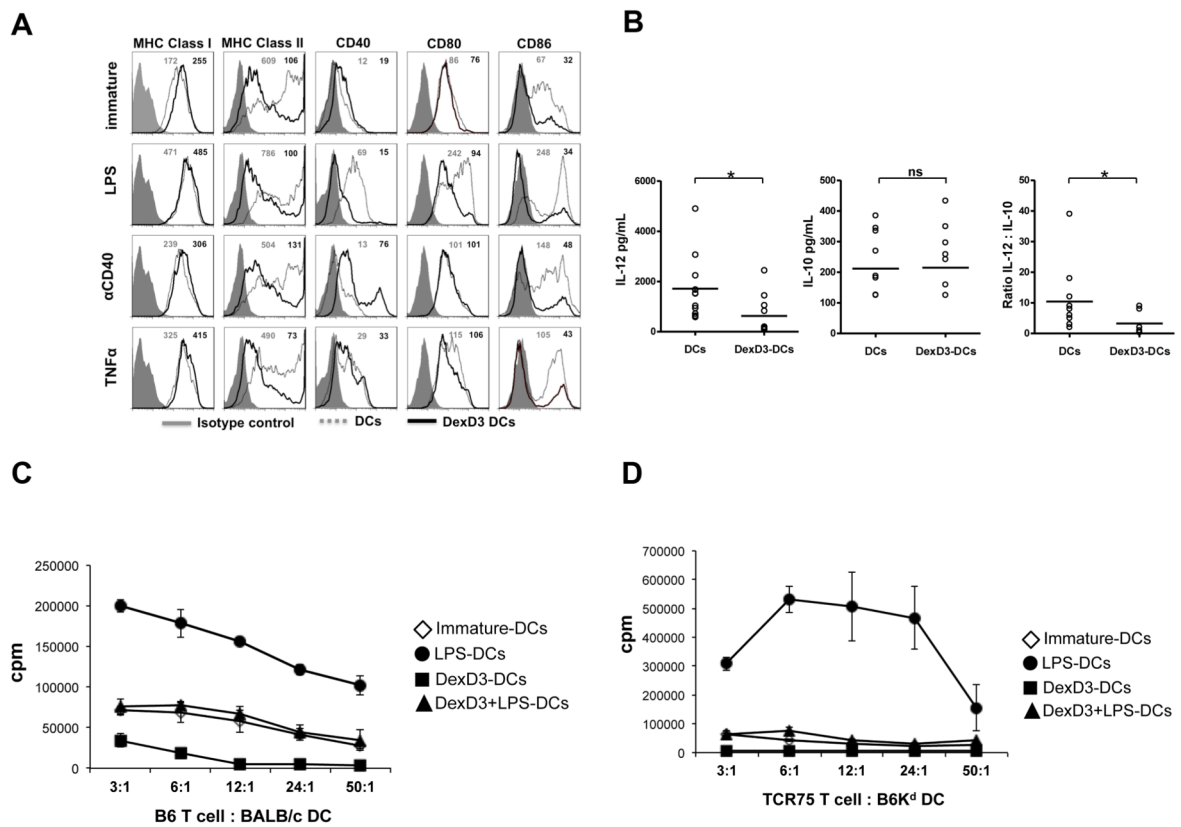 A
MHC Class I MHC Class II CD40 CD80 CD86
immature
172 255 609 106 12 19 86 76 67 32
LPS
471 485 786 100 69 15 242 94 248 34
αCD40
239 306 504 131 13 76 101 101 148 48
TNFα
325 415 490 73 29 33 115 106 105 43
Isotype control DCs DexD3 DCs
B
*
IL-12 pg/mL
6000
4000
2000
0
DCs DexD3-DCs
ns
IL-10 pg/mL
500
400
300
200
100
0
DCs DexD3-DCs
*
Ratio IL-12 : IL-10
50
40
30
20
10
0
DCs DexD3-DCs
C
cpm
250000
200000
150000
100000
50000
0
3:1 6:1 12:1 24:1 50:1
B6 T cell : BALB/c DC
Immature-DCs
LPS-DCs
DexD3-DCs
DexD3+LPS-DCs
D
cpm
700000
600000
500000
400000
300000
200000
100000
0
3:1 6:1 12:1 24:1 50:1
TCR75 T cell : B6Kᵈ DC
Immature-DCs
LPS-DCs
DexD3-DCs
DexD3+LPS-DCs